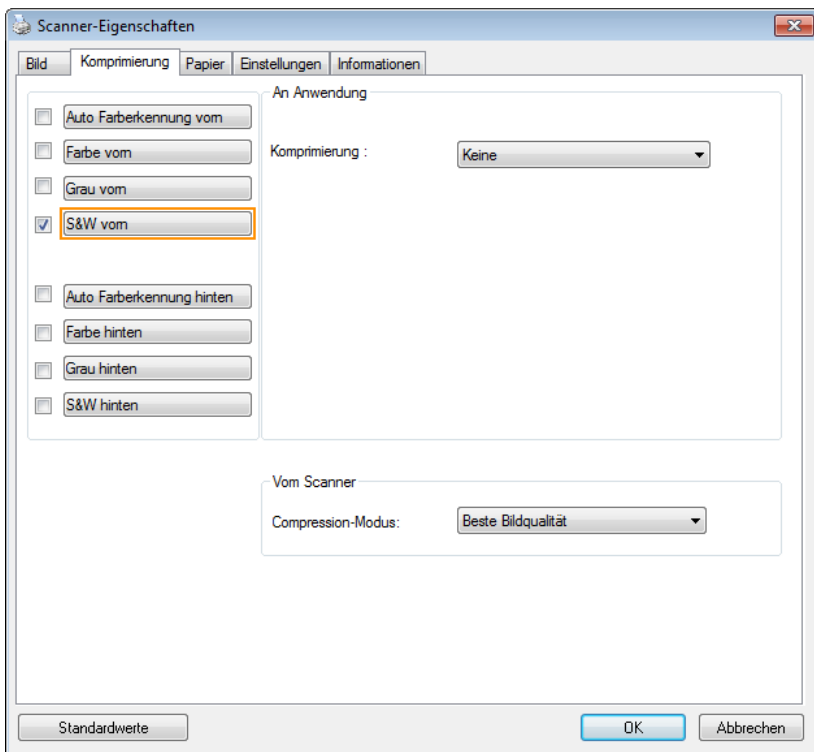 Scanner-Eigenschaften
Bild Komprimierung Papier Einstellungen Informationen
An Anwendung
Auto Farberkennung vorn
Farbe vorn
Komprimierung : Keine
Grau vorn
S&W vorn
Auto Farberkennung hinten
Farbe hinten
Grau hinten
S&W hinten
Vom Scanner
Compression-Modus: Beste Bildqualität
Standardwerte OK Abbrechen